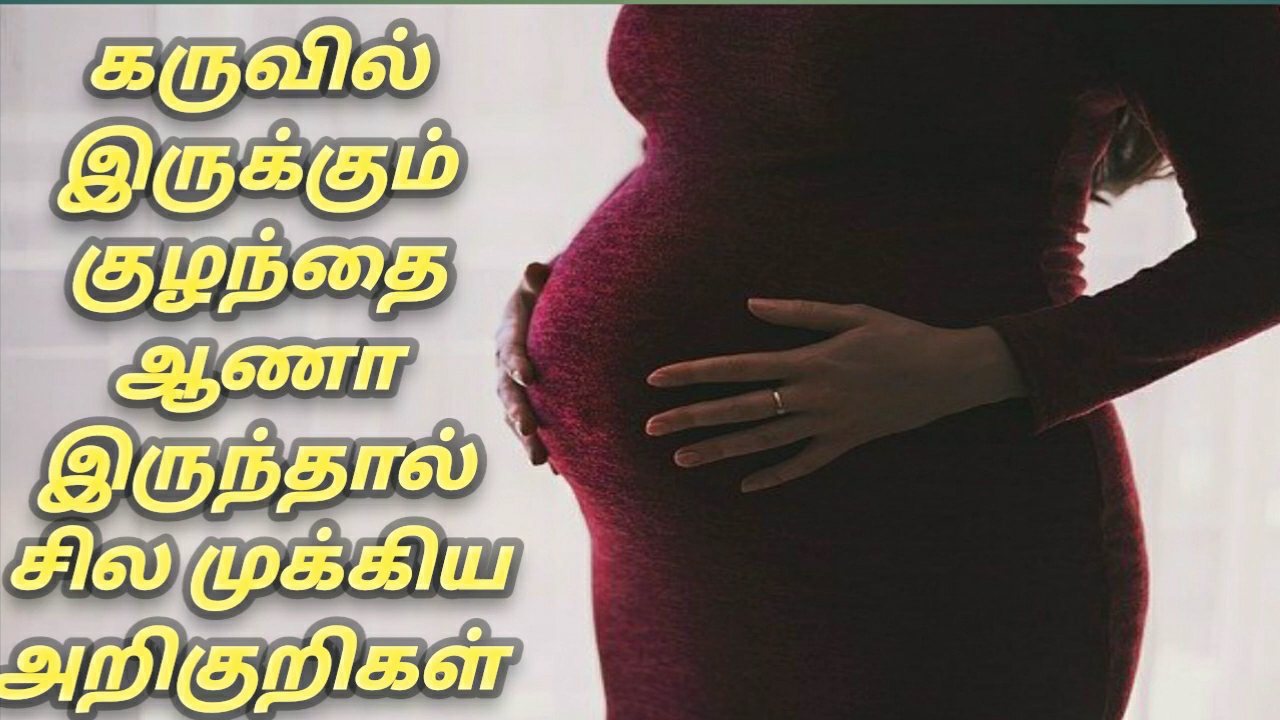 கருவில்
இருக்கும்
குழந்தை
ஆணா
இருந்தால்
சில முக்கிய
அறிகுறிகள்